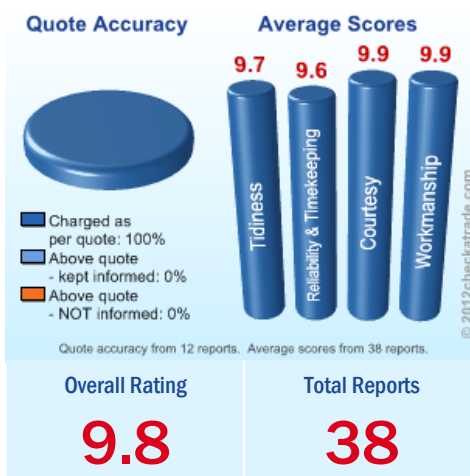 Quote Accuracy
Charged as
per quote: 100%
Above quote
- kept informed: 0%
Above quote
- NOT informed: 0%
Average Scores
9.7
9.6
9.9
9.9
Tidiness
Reliability & Timekeeping
Courtesy
Workmanship
© 2012checkatrade.com
Quote accuracy from 12 reports. Average scores from 38 reports.
Overall Rating
9.8
Total Reports
38